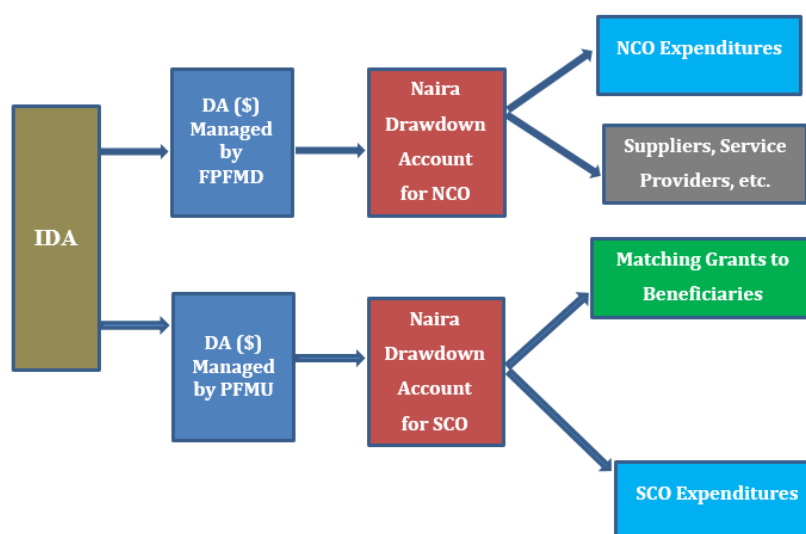 IDA
DA ($)
Managed
by
FPFMD
Naira
Drawdown
Account
for NCO
NCO Expenditures
Suppliers, Service
Providers, etc.
DA ($)
Managed
by PFMU
Naira
Drawdown
Account
for SCO
Matching Grants to
Beneficiaries
SCO Expenditures